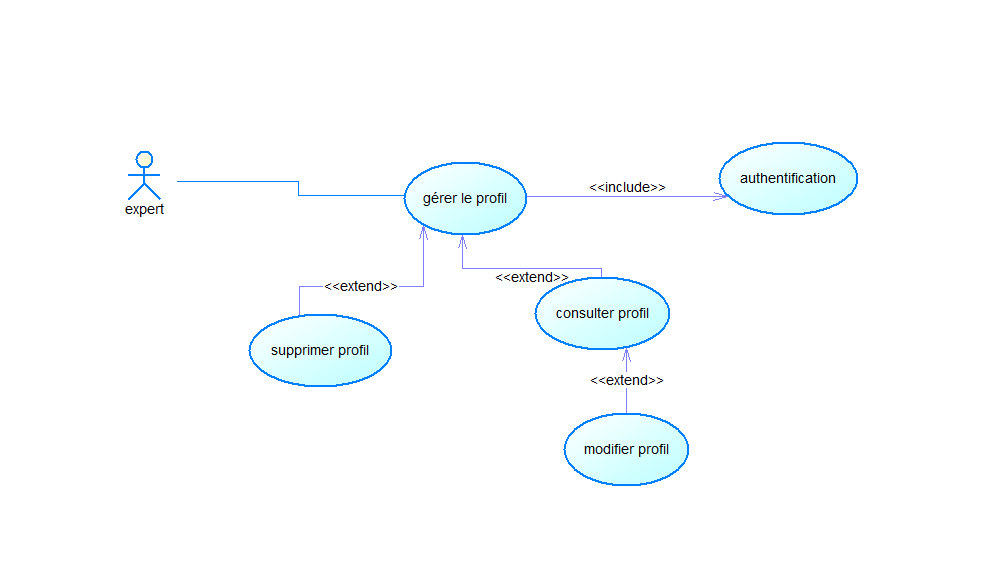 authentification
<<include>>
gérer le profil
expert
<<extend>>
<<extend>>
consulter profil
supprimer profil
<<extend>>
modifier profil